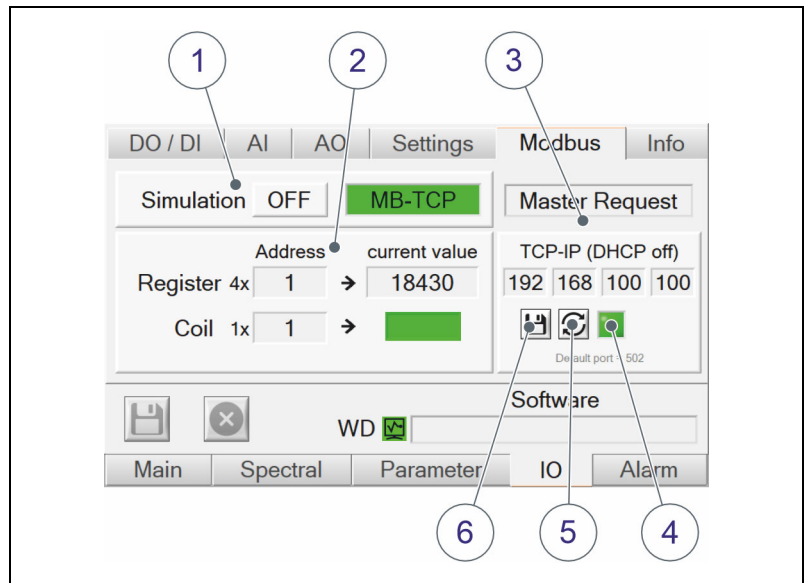 1 2 3
DO / DI AI AO Settings Modbus Info
Simulation OFF MB-TCP Master Request
Address current value TCP-IP (DHCP off)
Register 4x 1 → 18430 192 168 100 100
Coil 1x 1 →
Default port = 502
Software
WD
Main Spectral Parameter IO Alarm
6 5 4